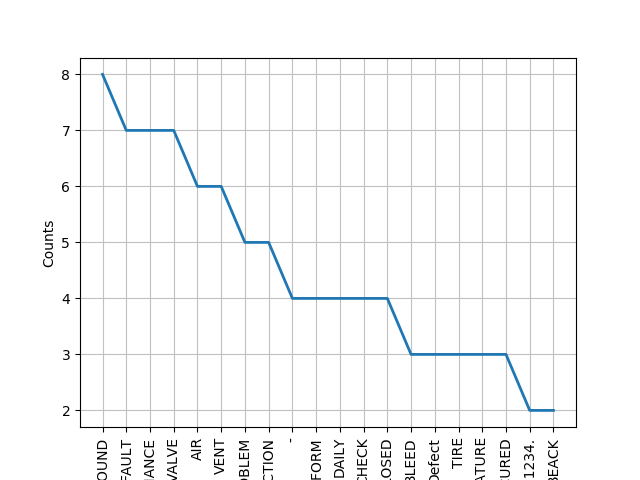 8
7
6
5
4
3
2
Counts
OUND
FAULT
NANCE
VALVE
AIR
VENT
OBLEM
CTION
-
FORM
DAILY
CHECK
LOSED
BLEED
Defect
TIRE
ATURE
URED
1234.
BEACK